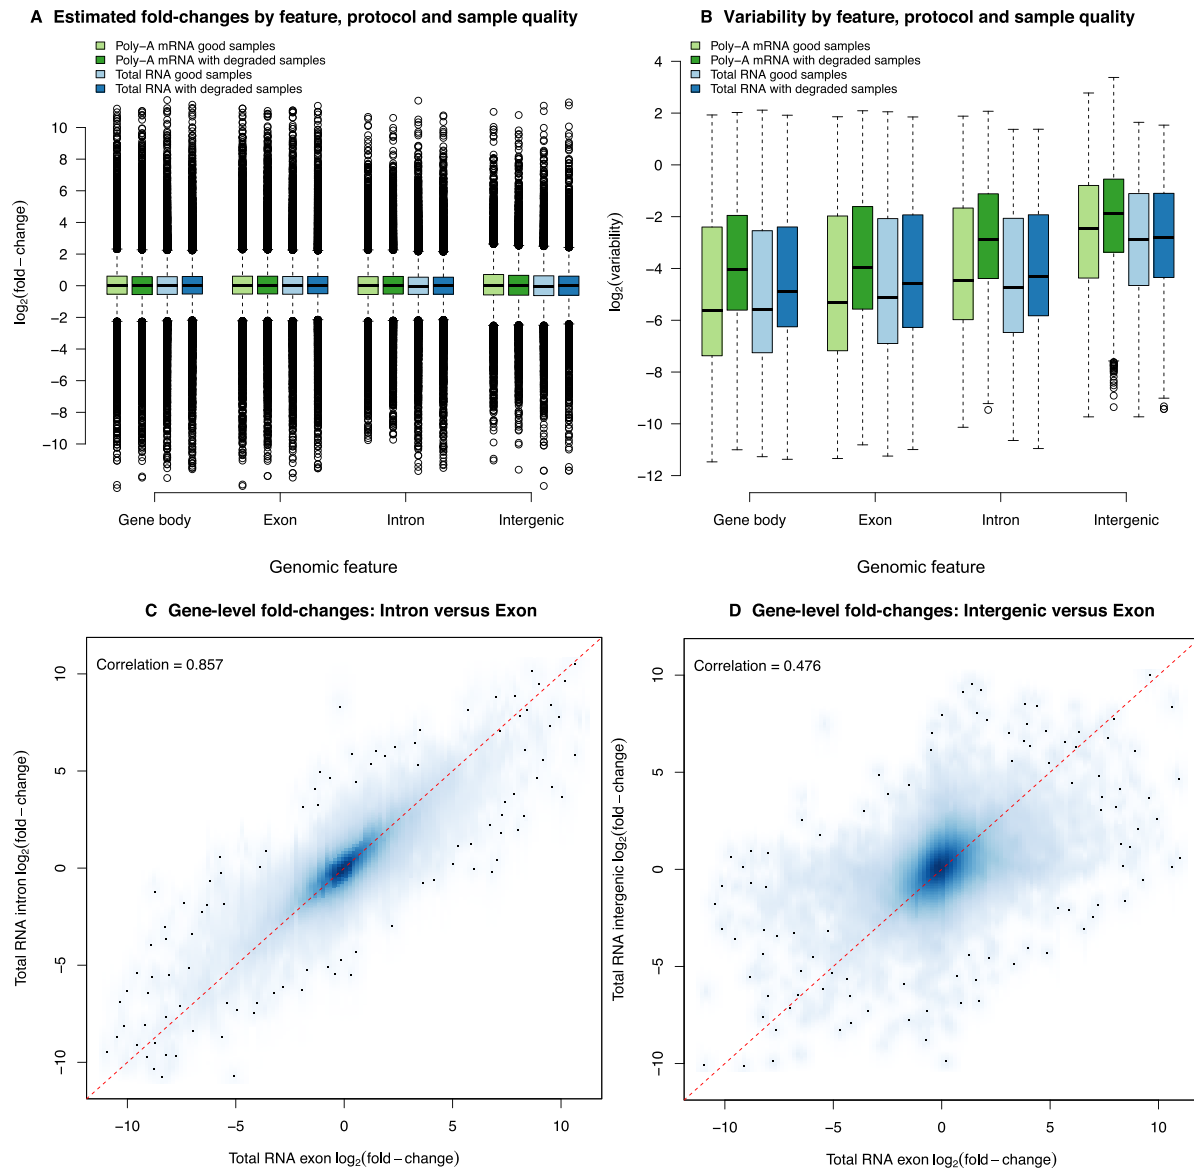 A Estimated fold-changes by feature, protocol and sample quality
Poly−A mRNA good samples
Poly−A mRNA with degraded samples
Total RNA good samples
Total RNA with degraded samples
log2(fold−change)
10
8
6
4
2
0
−2
−4
−6
−8
−10
Gene body Exon Intron Intergenic
Genomic feature
B Variability by feature, protocol and sample quality
Poly−A mRNA good samples
Poly−A mRNA with degraded samples
Total RNA good samples
Total RNA with degraded samples
log2(variability)
4
2
0
−2
−4
−6
−8
−10
−12
Gene body Exon Intron Intergenic
Genomic feature
C Gene-level fold-changes: Intron versus Exon
Correlation = 0.857
Total RNA intron log2(fold−change)
10
5
0
−5
−10
−10 −5 0 5 10
Total RNA exon log2(fold−change)
D Gene-level fold-changes: Intergenic versus Exon
Correlation = 0.476
Total RNA intergenic log2(fold−change)
10
5
0
−5
−10
−10 −5 0 5 10
Total RNA exon log2(fold−change)